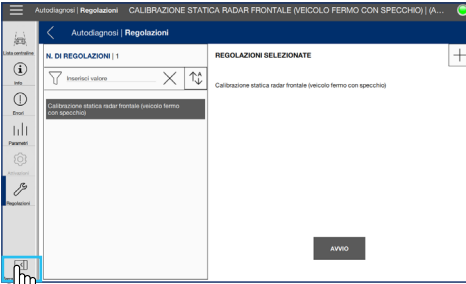 Autodiagnosi | Regolazioni CALIBRAZIONE STATICA RADAR FRONTALE (VEICOLO FERMO CON SPECCHIO) | (A...
Autodiagnosi | Regolazioni
Lista centraline
Info
Errori
Parametri
Attivazioni
Regolazioni
N. DI REGOLAZIONI | 1
Inserisci valore
Calibrazione statica radar frontale (veicolo fermo
con specchio)
REGOLAZIONI SELEZIONATE
Calibrazione statica radar frontale (veicolo fermo con specchio)
AVVIO